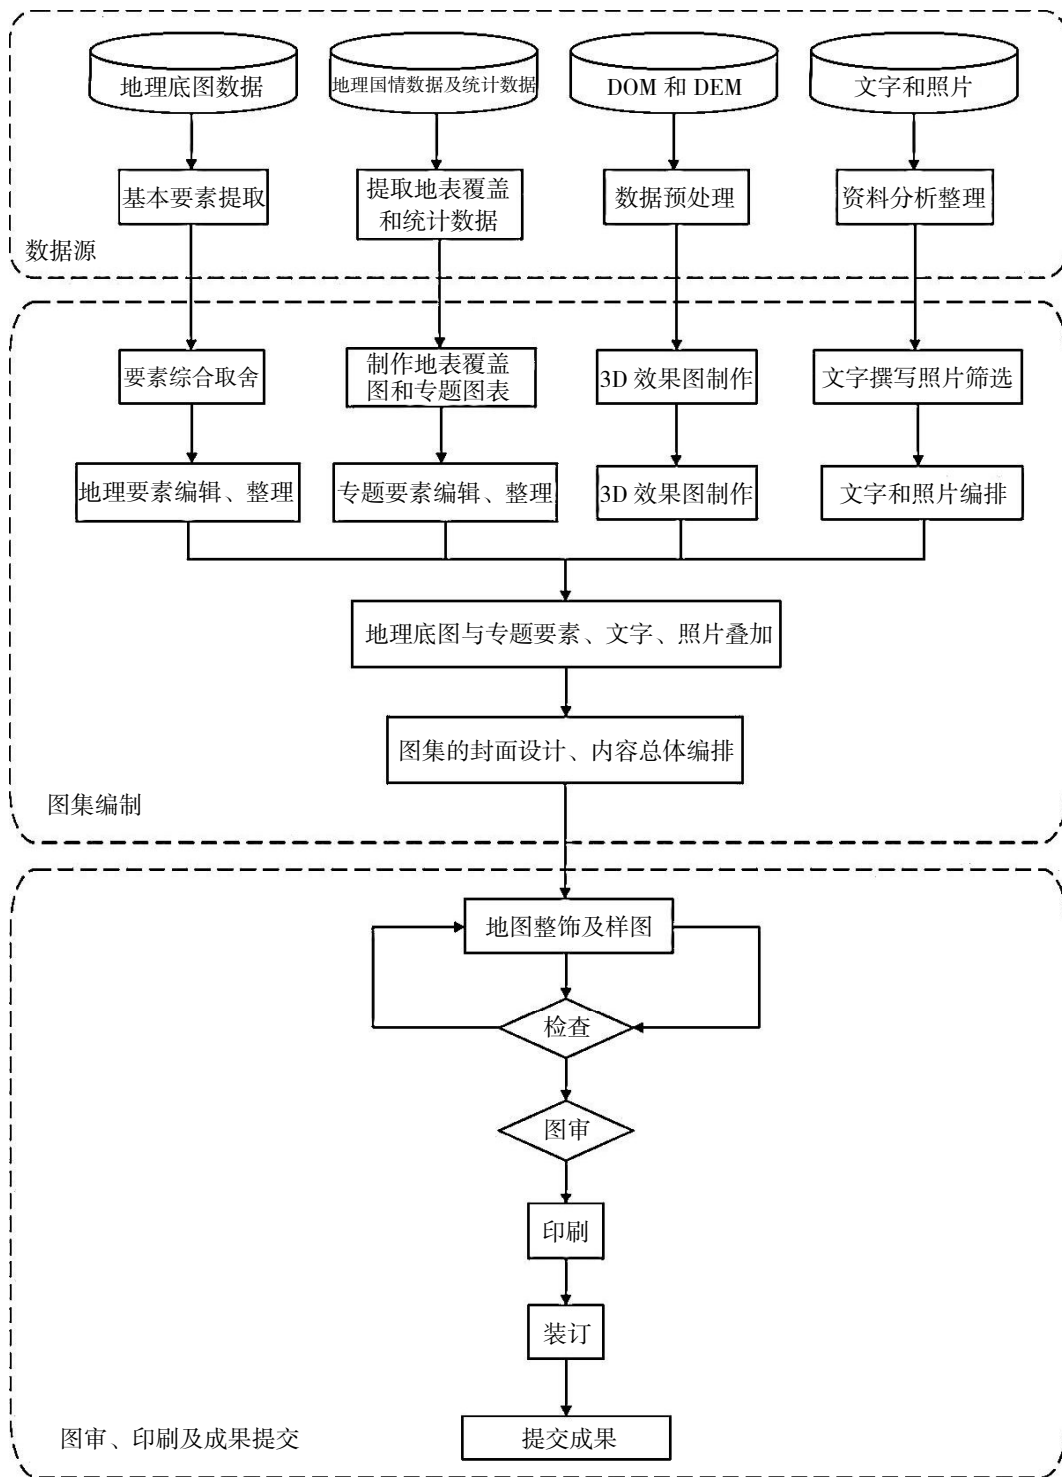 地理底图数据
地理国情数据及统计数据
DOM 和 DEM
文字和照片
基本要素提取
提取地表覆盖
和统计数据
数据预处理
资料分析整理
数据源
要素综合取舍
制作地表覆盖
图和专题图表
3D 效果图制作
文字撰写照片筛选
地理要素编辑、整理
专题要素编辑、整理
3D 效果图制作
文字和照片编排
地理底图与专题要素、文字、照片叠加
图集的封面设计、内容总体编排
图集编制
地图整饰及样图
检查
图审
印刷
装订
提交成果
图审、印刷及成果提交